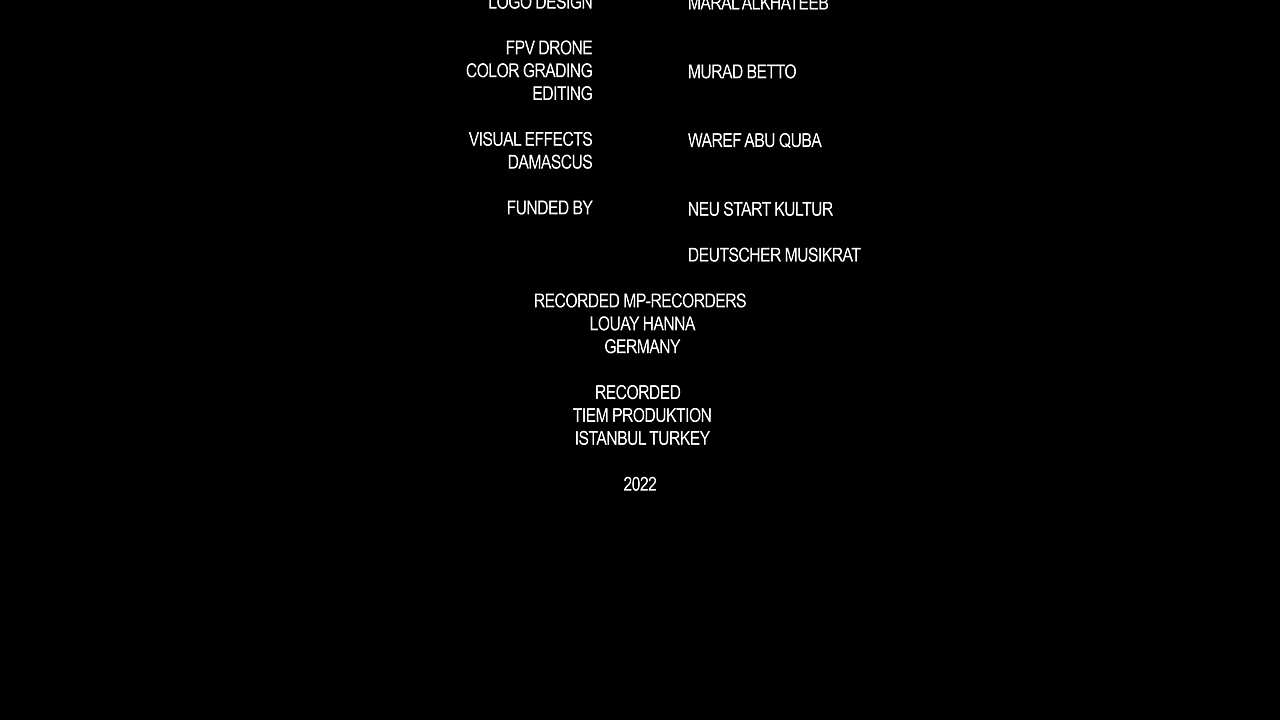 LOGO DESIGN MARAL ALKHATEEB
FPV DRONE
COLOR GRADING MURAD BETTO
EDITING
VISUAL EFFECTS WAREF ABU QUBA
DAMASCUS
FUNDED BY NEU START KULTUR
DEUTSCHER MUSIKRAT
RECORDED MP-RECORDERS
LOUAY HANNA
GERMANY
RECORDED
TIEM PRODUKTION
ISTANBUL TURKEY
2022